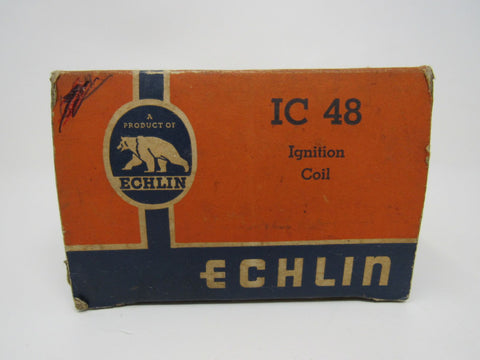 A
PRODUCT OF
ECHLIN
IC 48
Ignition
Coil
ECHLIN